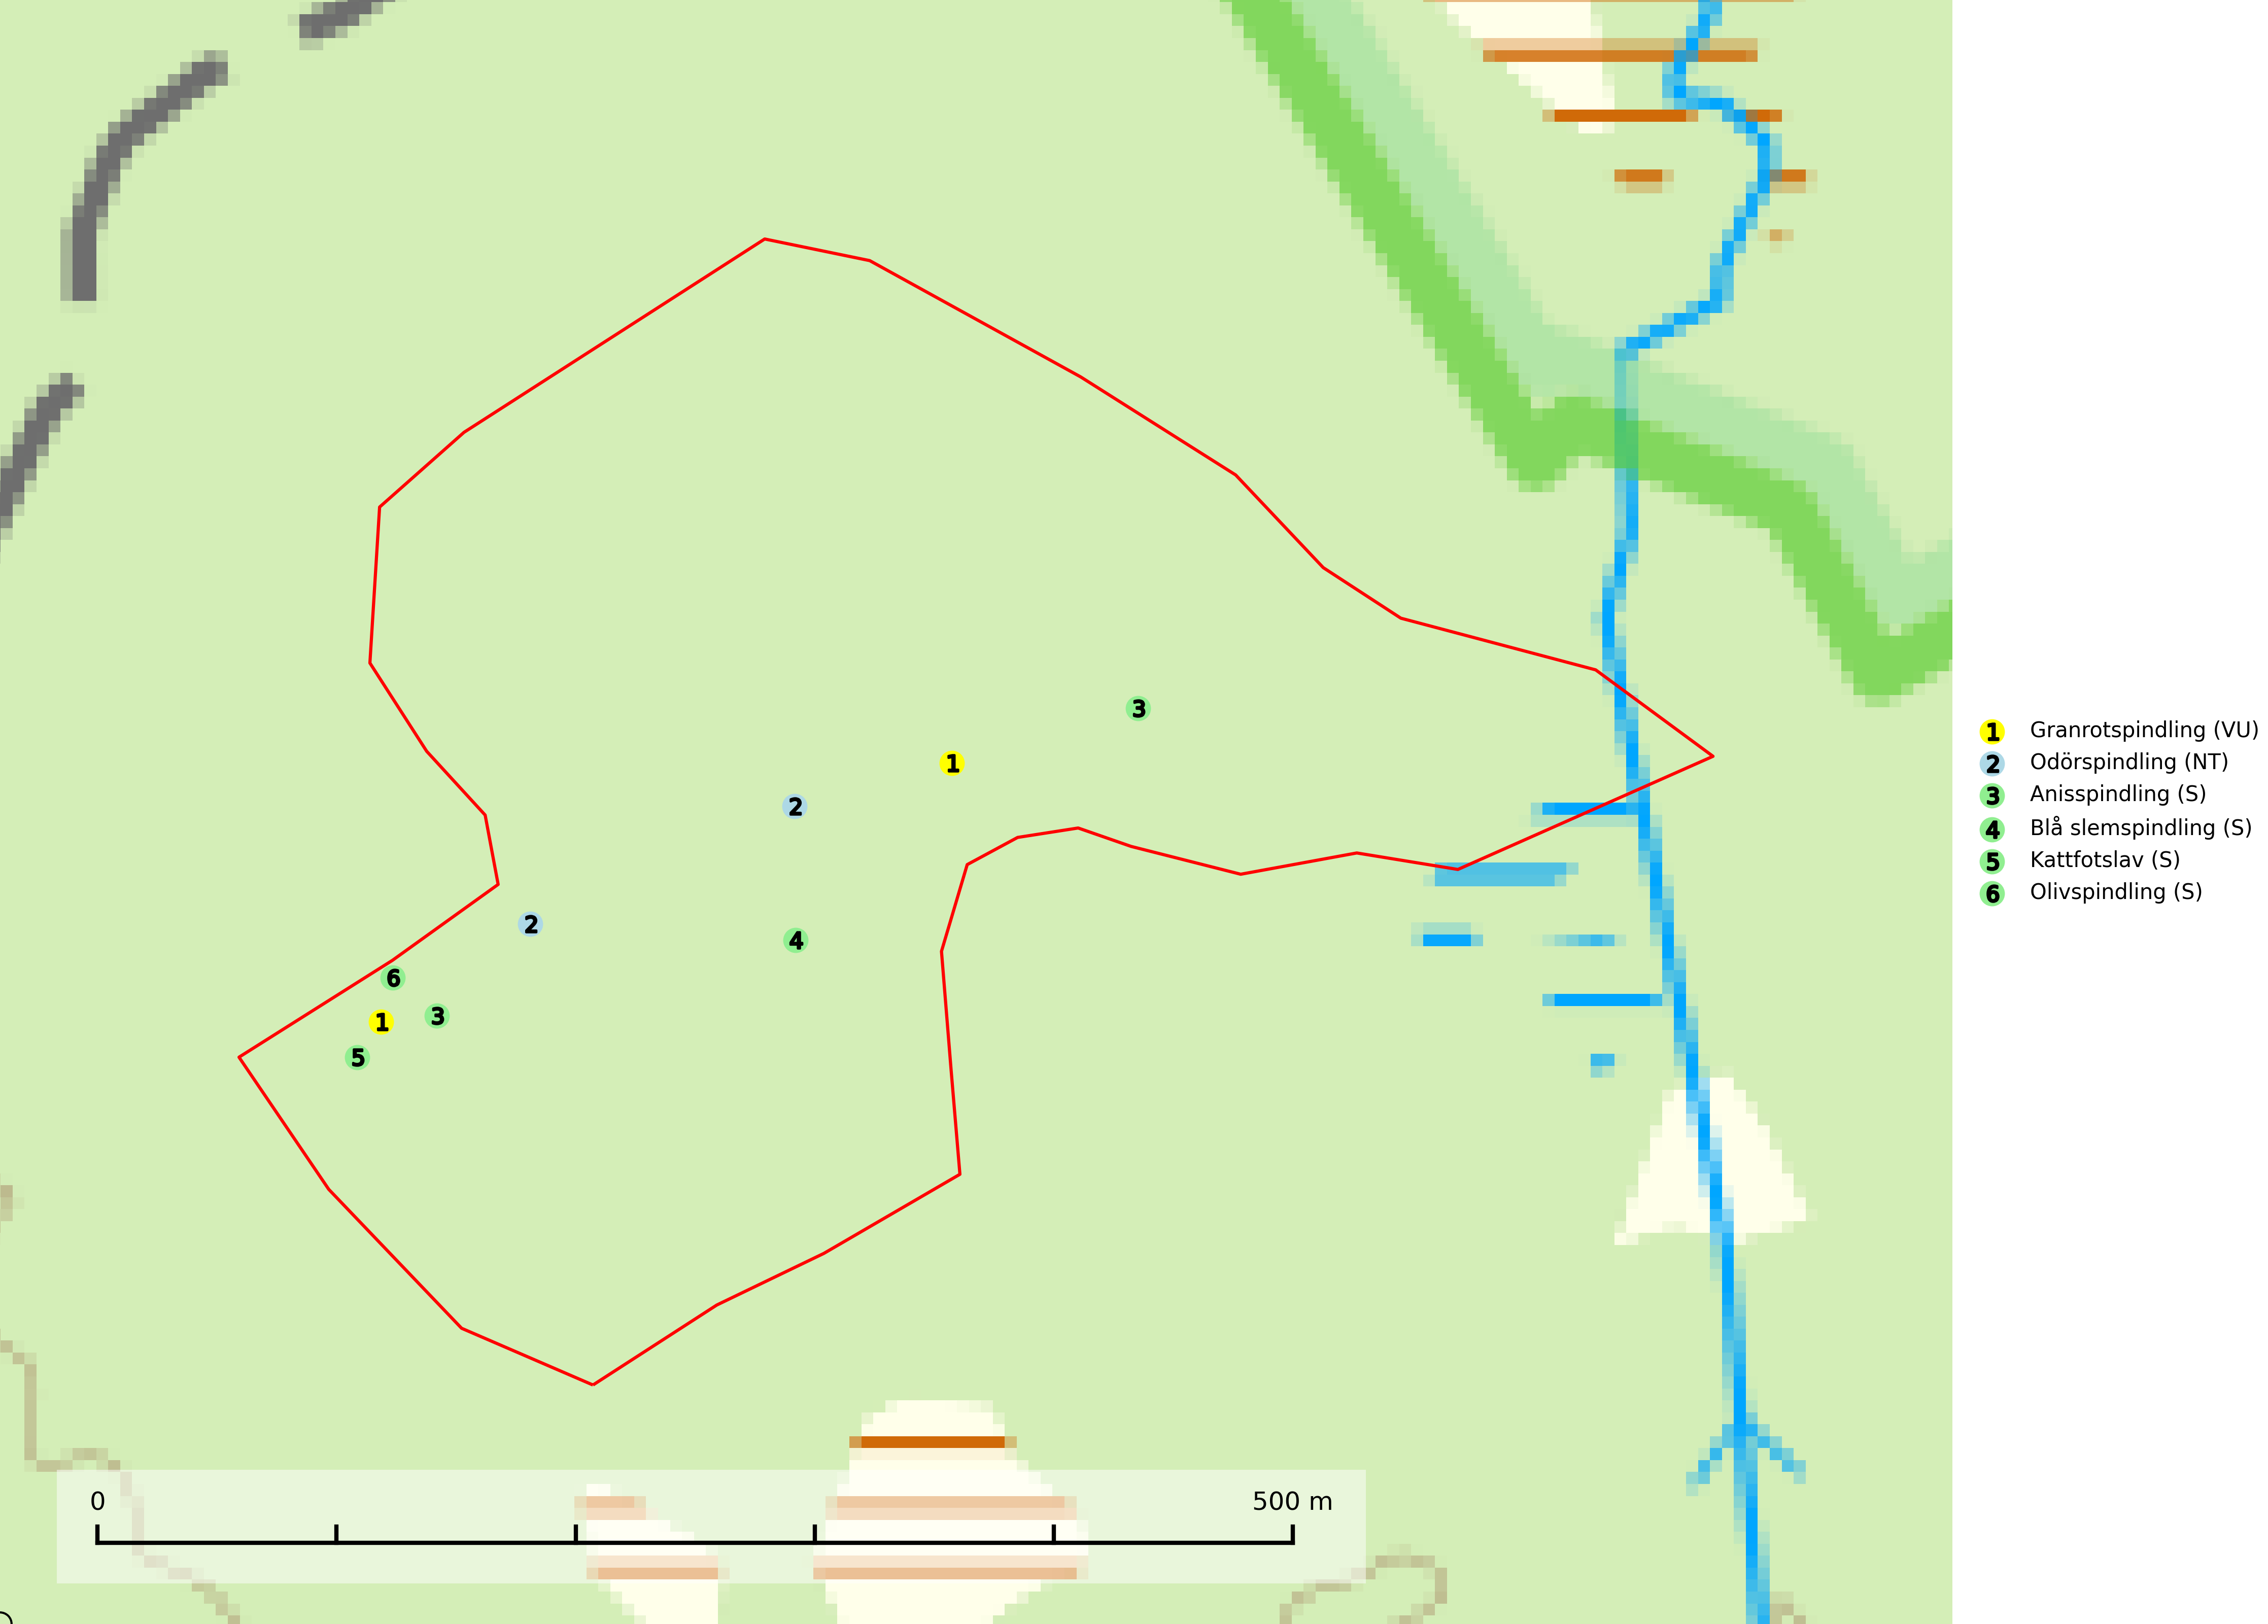 3
1
2
2
4
6
3
1
5
0 500 m
1 Granrotspindling (VU)
2 Odörspindling (NT)
3 Anisspindling (S)
4 Blå slemspindling (S)
5 Kattfotslav (S)
6 Olivspindling (S)